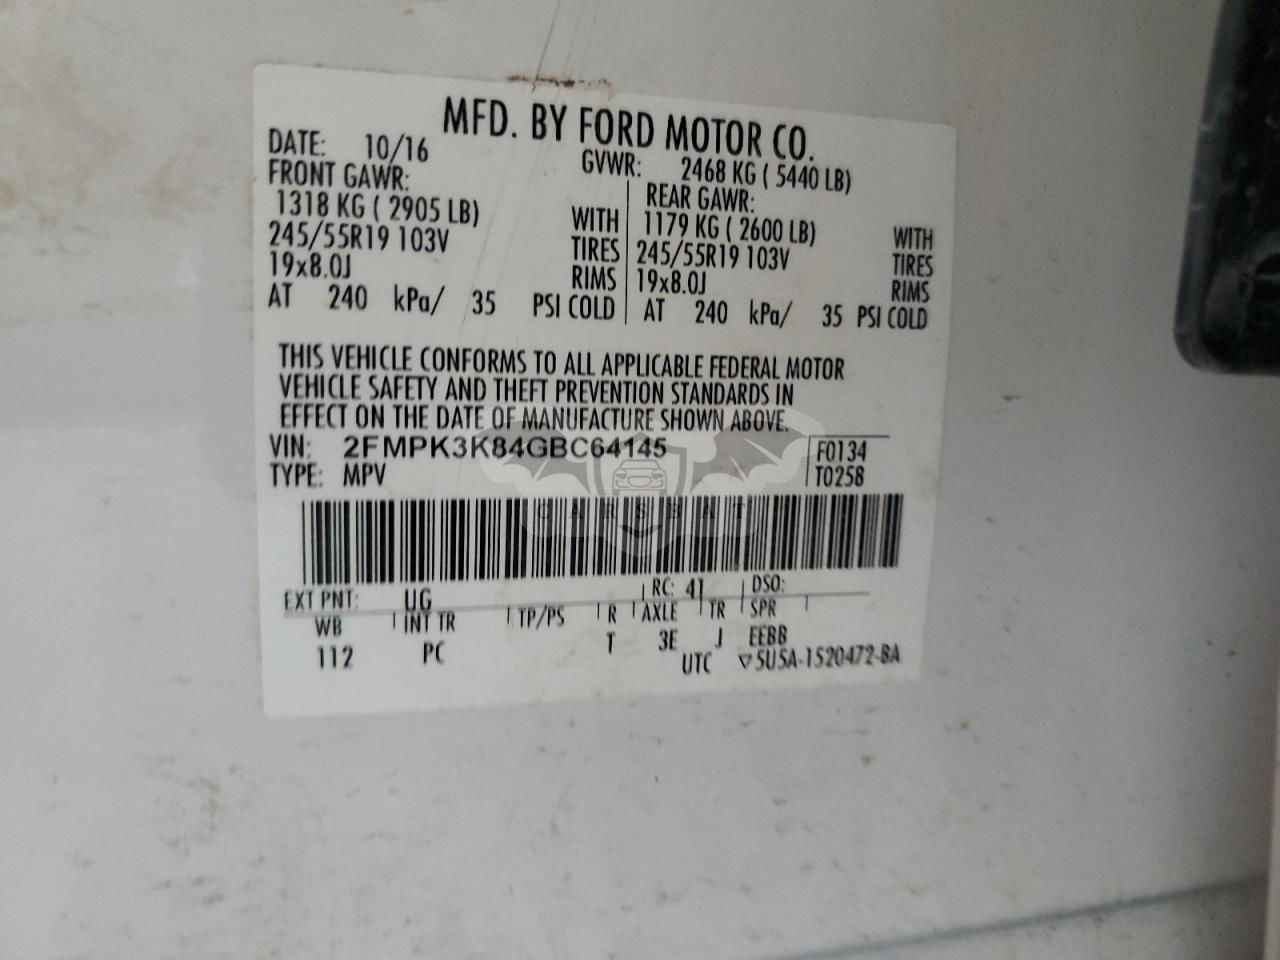 MFD. BY FORD MOTOR CO.
DATE: 10/16 GVWR: 2468 KG ( 5440 LB)
FRONT GAWR: REAR GAWR:
1318 KG ( 2905 LB) WITH 1179 KG ( 2600 LB) WITH
245/55R19 103V TIRES 245/55R19 103V TIRES
19x8.0J RIMS 19x8.0J RIMS
AT 240 kPa/ 35 PSI COLD AT 240 kPa/ 35 PSI COLD
THIS VEHICLE CONFORMS TO ALL APPLICABLE FEDERAL MOTOR
VEHICLE SAFETY AND THEFT PREVENTION STANDARDS IN
EFFECT ON THE DATE OF MANUFACTURE SHOWN ABOVE.
VIN: 2FMPK3K84GBC64145 F0134
TYPE: MPV T0258
CARSBAT
EXT PNT: UG RC: 41 DSO:
WB INT TR TP/PS R AXLE TR SPR
112 PC T 3E J EEBB
UTC ▽5U5A-1520472-BA